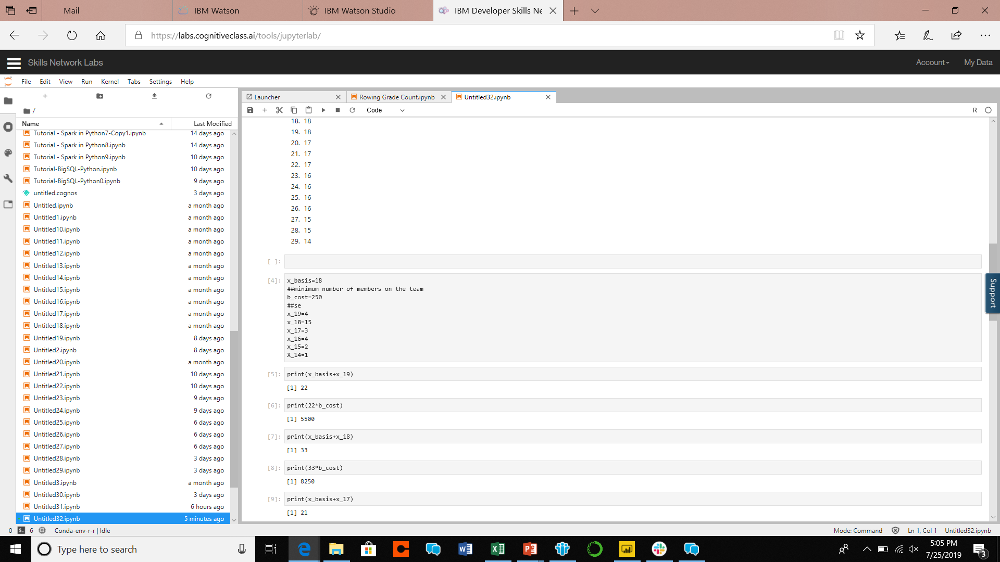 Mail
IBM Watson
IBM Watson Studio
IBM Developer Skills Ne
https://labs.cognitiveclass.ai/tools/jupyterlab/
Skills Network Labs
Account
My Data
File Edit View Run Kernel Tabs Settings Help
/
Name Last Modified
Tutorial - Spark in Python7-Copy1.ipynb 14 days ago
Tutorial - Spark in Python8.ipynb 14 days ago
Tutorial - Spark in Python9.ipynb 10 days ago
Tutorial-BigSQL-Python.ipynb 10 days ago
Tutorial-BigSQL-Python0.ipynb 9 days ago
untitled.cognos 3 days ago
Untitled.ipynb a month ago
Untitled1.ipynb a month ago
Untitled10.ipynb a month ago
Untitled11.ipynb a month ago
Untitled12.ipynb a month ago
Untitled13.ipynb a month ago
Untitled14.ipynb a month ago
Untitled15.ipynb a month ago
Untitled16.ipynb a month ago
Untitled17.ipynb a month ago
Untitled18.ipynb a month ago
Untitled19.ipynb 8 days ago
Untitled2.ipynb 8 days ago
Untitled20.ipynb a month ago
Untitled21.ipynb 10 days ago
Untitled22.ipynb 10 days ago
Untitled23.ipynb 9 days ago
Untitled24.ipynb 9 days ago
Untitled25.ipynb 6 days ago
Untitled26.ipynb 6 days ago
Untitled27.ipynb 6 days ago
Untitled28.ipynb 3 days ago
Untitled29.ipynb 3 days ago
Untitled3.ipynb a month ago
Untitled30.ipynb 3 days ago
Untitled31.ipynb 6 hours ago
Untitled32.ipynb 5 minutes ago
Launcher
Rowing Grade Count.ipynb
Untitled32.ipynb
Code
R
18. 18
19. 18
20. 17
21. 17
22. 17
23. 16
24. 16
25. 16
26. 16
27. 15
28. 15
29. 14
[ ]:
[4]: x_basis=18
##minimum number of members on the team
b_cost=250
##se
x_19=4
x_18=15
x_17=3
x_16=4
x_15=2
X_14=1
[5]: print(x_basis+x_19)
[1] 22
[6]: print(22*b_cost)
[1] 5500
[7]: print(x_basis+x_18)
[1] 33
[8]: print(33*b_cost)
[1] 8250
[9]: print(x_basis+x_17)
[1] 21
Support
0 6 Conda-env-r-r | Idle
Mode: Command Ln 1, Col 1 Untitled32.ipynb
Type here to search
5:05 PM
7/25/2019
3